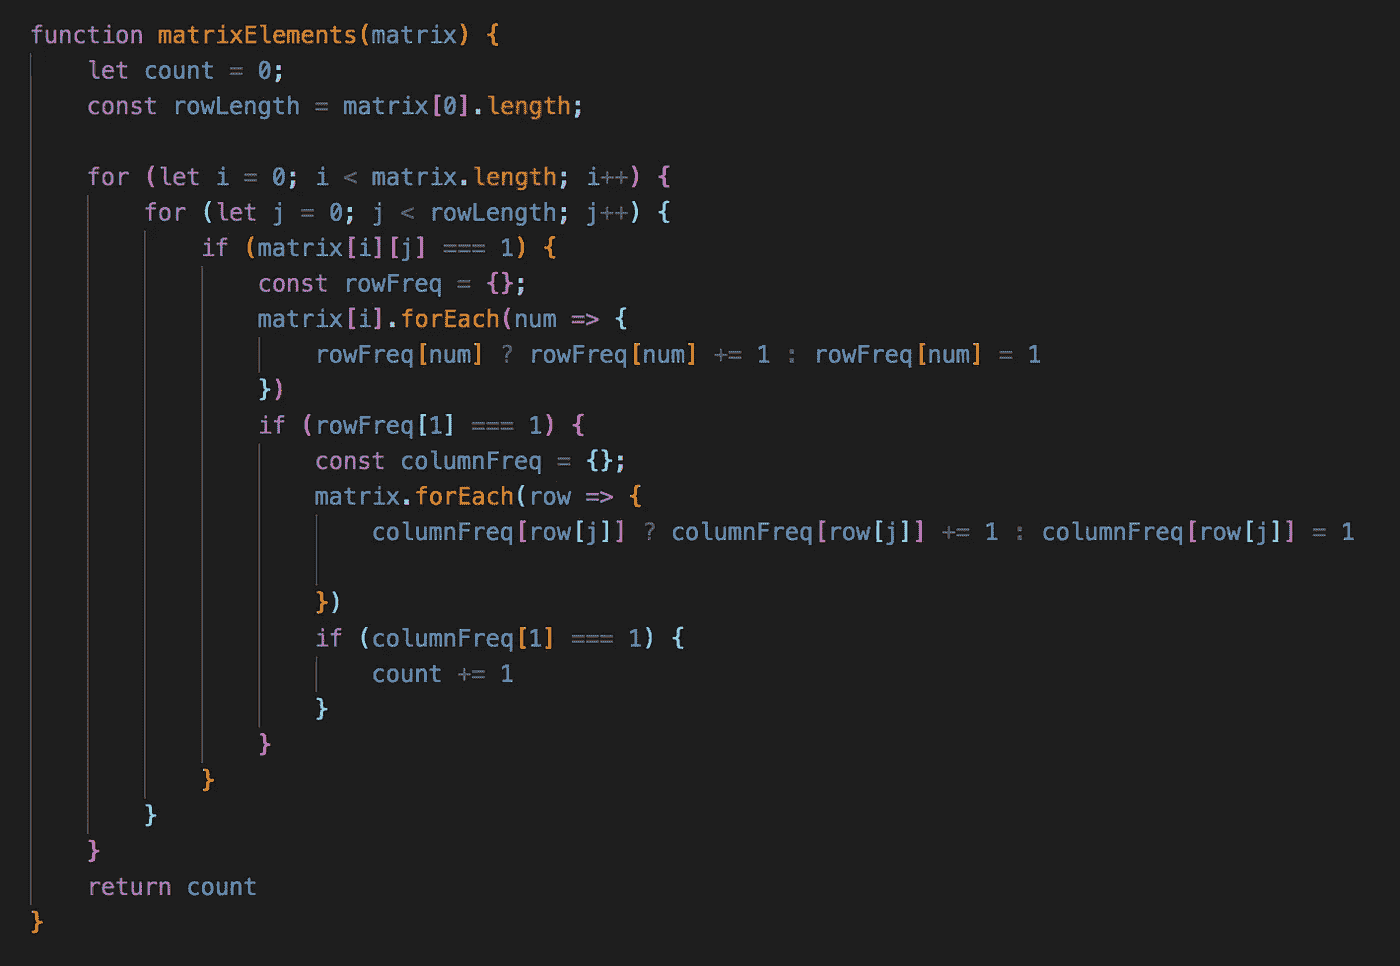 function matrixElements(matrix) {
    let count = 0;
    const rowLength = matrix[0].length;

    for (let i = 0; i < matrix.length; i++) {
        for (let j = 0; j < rowLength; j++) {
            if (matrix[i][j] === 1) {
                const rowFreq = {};
                matrix[i].forEach(num => {
                    rowFreq[num] ? rowFreq[num] += 1 : rowFreq[num] = 1
                })
                if (rowFreq[1] === 1) {
                    const columnFreq = {};
                    matrix.forEach(row => {
                        columnFreq[row[j]] ? columnFreq[row[j]] += 1 : columnFreq[row[j]] = 1

                    })
                    if (columnFreq[1] === 1) {
                        count += 1
                    }
                }
            }
        }
    }
    return count
}